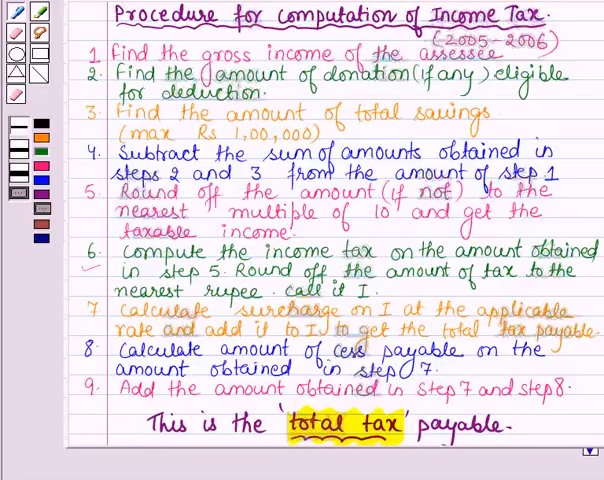 Procedure for computation of Income Tax.
(2005-2006)
1 Find the gross income of the assessee
2. Find the amount of donation (if any) eligible
for deduction.
3. Find the amount of total savings
(max Rs 1,00,000)
4. Subtract the sum of amounts obtained in
steps 2 and 3 from the amount of step 1
5. Round off the amount (if not) to the
nearest multiple of 10 and get the
taxable income.
6. Compute the income tax on the amount obtained
in step 5. Round off the amount of tax to the
nearest rupee. call it I.
7 Calculate surcharge on I at the applicable
rate and add it to I, to get the total tax payable.
8. Calculate amount of cess payable on the
amount obtained in step 7.
9. Add the amount obtained in step 7 and step 8.
This is the 'total tax' payable.